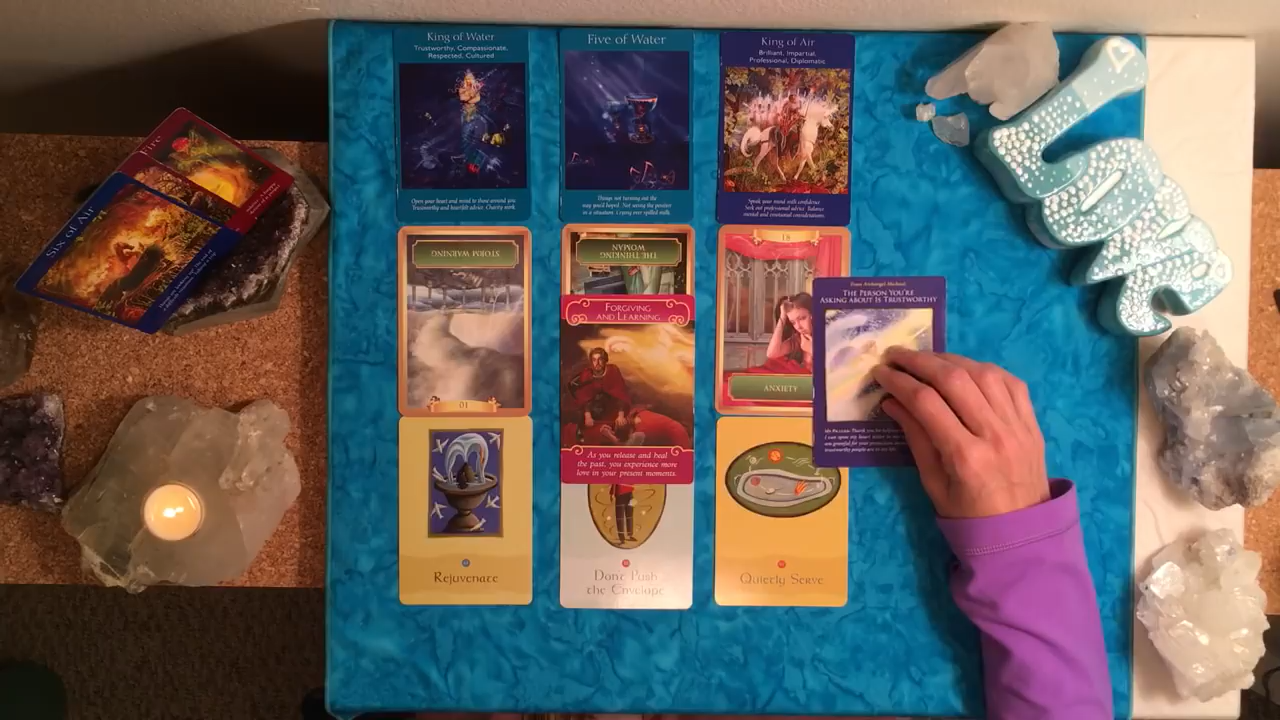 King of Water
Trustworthy, Compassionate,
Respected, Cultured
Open your heart and mind to those around you.
Trustworthy and heartfelt advice. Charity work.
Five of Water
Things not turning out the
way you'd hoped. Not seeing the positive
in a situation. Crying over spilled milk.
King of Air
Brilliant, Impartial,
Professional, Diplomatic
Speak your mind with confidence.
Seek out professional advice. Balance
mental and emotional considerations.
Fire
Six of Air
STORM WARNING
01
THE THINKING
WOMAN
FORGIVING
AND LEARNING
As you release and heal
the past, you experience more
love in your present moments.
18
ANXIETY
THE PERSON YOU'RE
ASKING ABOUT IS TRUSTWORTHY
Rejuvenate
Don't Push
the Envelope
Quietly Serve